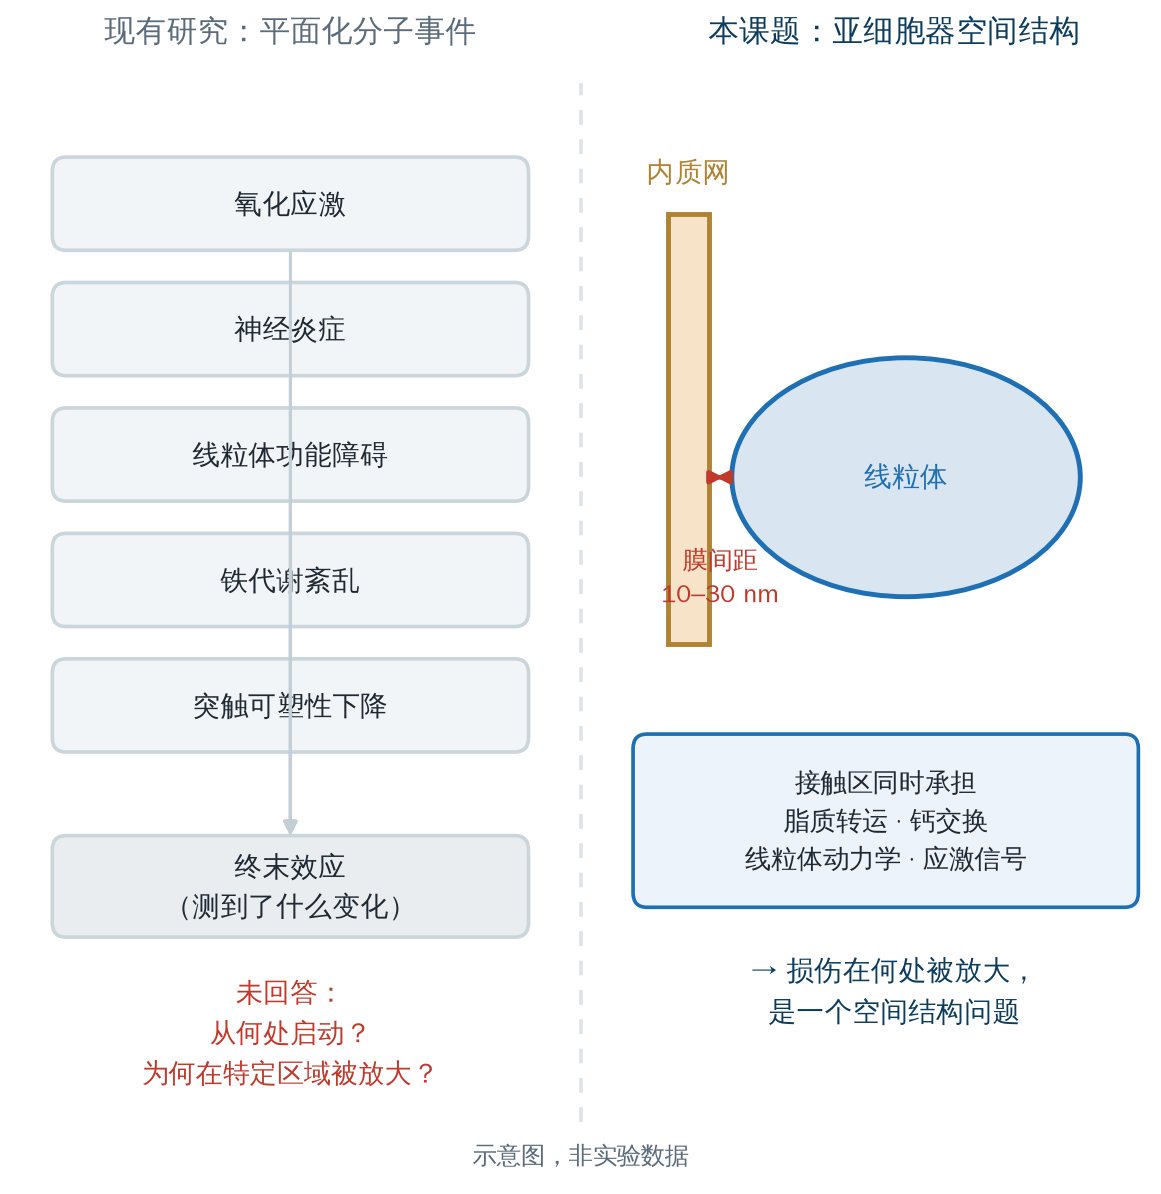 现有研究：平面化分子事件
氧化应激
神经炎症
线粒体功能障碍
铁代谢紊乱
突触可塑性下降
终末效应
（测到了什么变化）
未回答：
从何处启动？
为何在特定区域被放大？
本课题：亚细胞器空间结构
内质网
线粒体
膜间距
10–30 nm
接触区同时承担
脂质转运 · 钙交换
线粒体动力学 · 应激信号
→ 损伤在何处被放大，
是一个空间结构问题
示意图，非实验数据